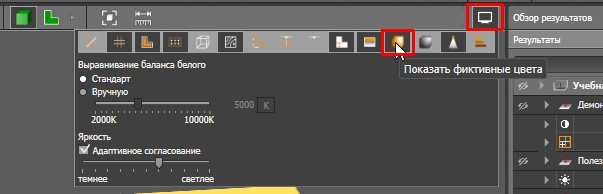 Обзор результатов
Результаты
Показать фиктивные цвета
Выравнивание баланса белого
Стандарт
Вручную
5000 K
2000K 10000K
Яркость
Адаптивное согласование
темнее светлее
Учебна
Демон
Полез